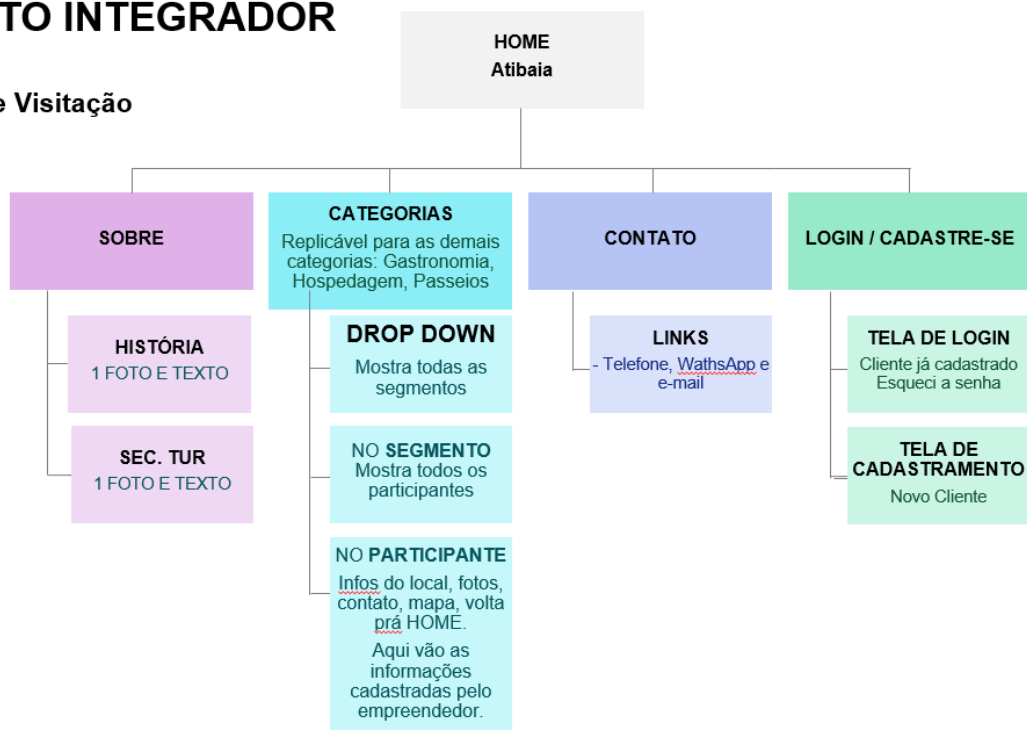 TO INTEGRADOR
e Visitação
HOME
Atibaia
SOBRE
HISTÓRIA
1 FOTO E TEXTO
SEC. TUR
1 FOTO E TEXTO
CATEGORIAS
Replicável para as demais
categorias: Gastronomia,
Hospedagem, Passeios
DROP DOWN
Mostra todas as
segmentos
NO SEGMENTO
Mostra todos os
participantes
NO PARTICIPANTE
Infos do local, fotos,
contato, mapa, volta
prá HOME.
Aqui vão as
informações
cadastradas pelo
empreendedor.
CONTATO
LINKS
- Telefone, WathsApp e
e-mail
LOGIN / CADASTRE-SE
TELA DE LOGIN
Cliente já cadastrado
Esqueci a senha
TELA DE
CADASTRAMENTO
Novo Cliente